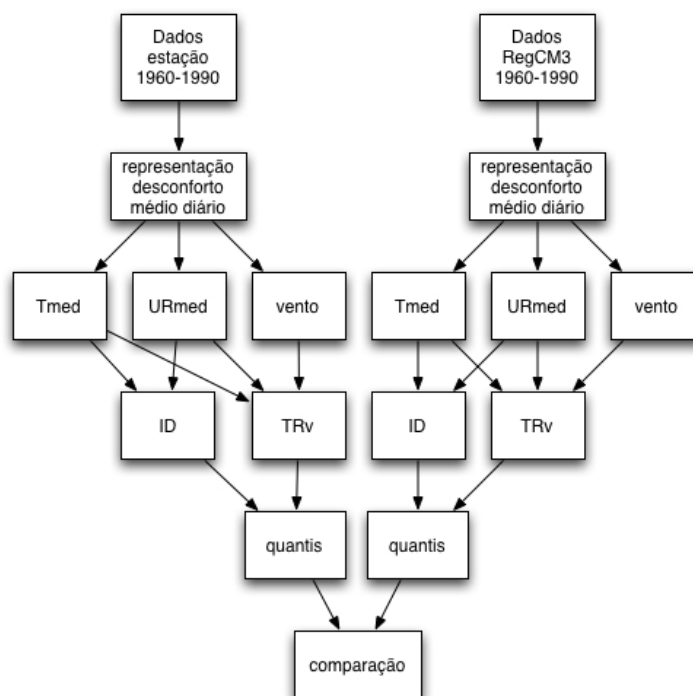 Dados
estação
1960-1990
Dados
RegCM3
1960-1990
representação
desconforto
médio diário
representação
desconforto
médio diário
Tmed
URmed
vento
Tmed
URmed
vento
ID
TRv
ID
TRv
quantis
quantis
comparação